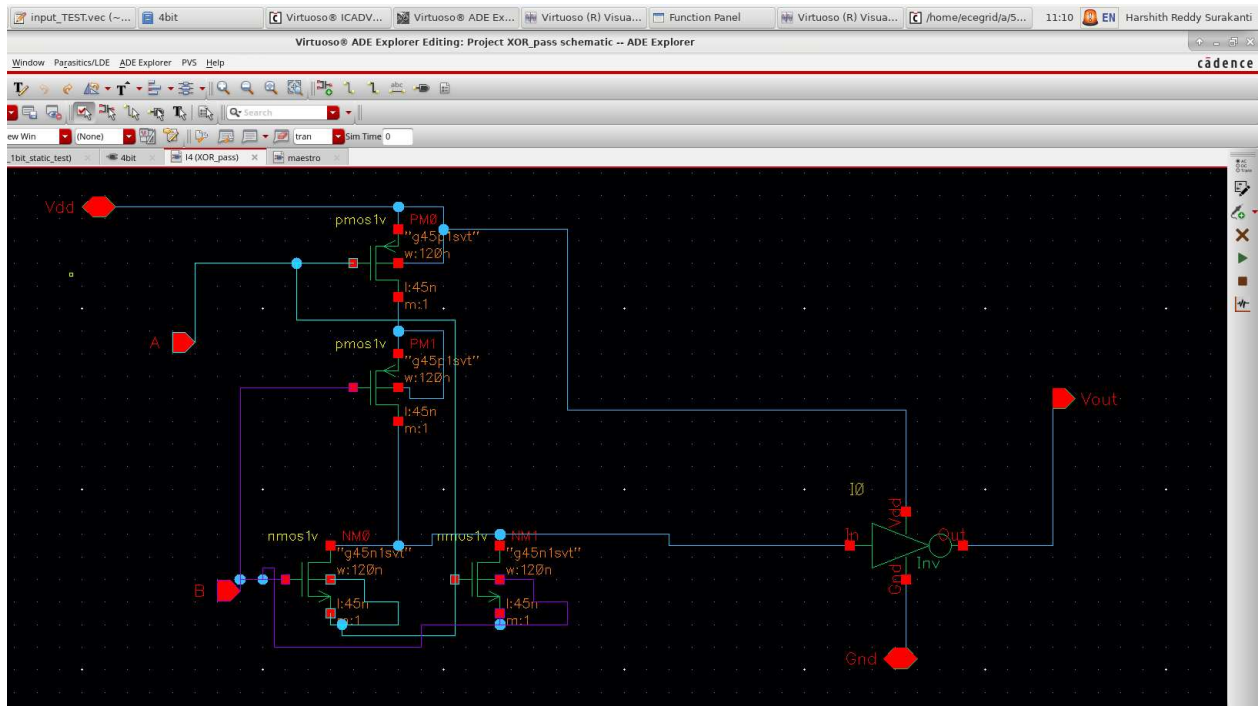 input_TEST.vec (~... 4bit Virtuoso® ICADV... Virtuoso® ADE Ex... Virtuoso (R) Visua... Function Panel Virtuoso (R) Visua... /home/ecegrid/a/5... 11:10 EN Harshith Reddy Surakanti
Virtuoso® ADE Explorer Editing: Project XOR_pass schematic -- ADE Explorer
Window Parasitics/LDE ADE Explorer PVS Help cādence
abc
Search
ew Win (None) tran Sim Time 0
_1bit_static_test) 4bit I4 (XOR_pass) maestro
Vdd
pmos1v PM0
"g45p1svt"
w:120n
l:45n
m:1
A
pmos1v PM1
"g45p1svt"
w:120n
l:45n
m:1
Vout
I0
Vdd
nmos1v NM0 nmos1v NM1 In Out
"g45n1svt" "g45n1svt"
w:120n w:120n Inv
B Gnd
l:45n l:45n
m:1 m:1
Gnd